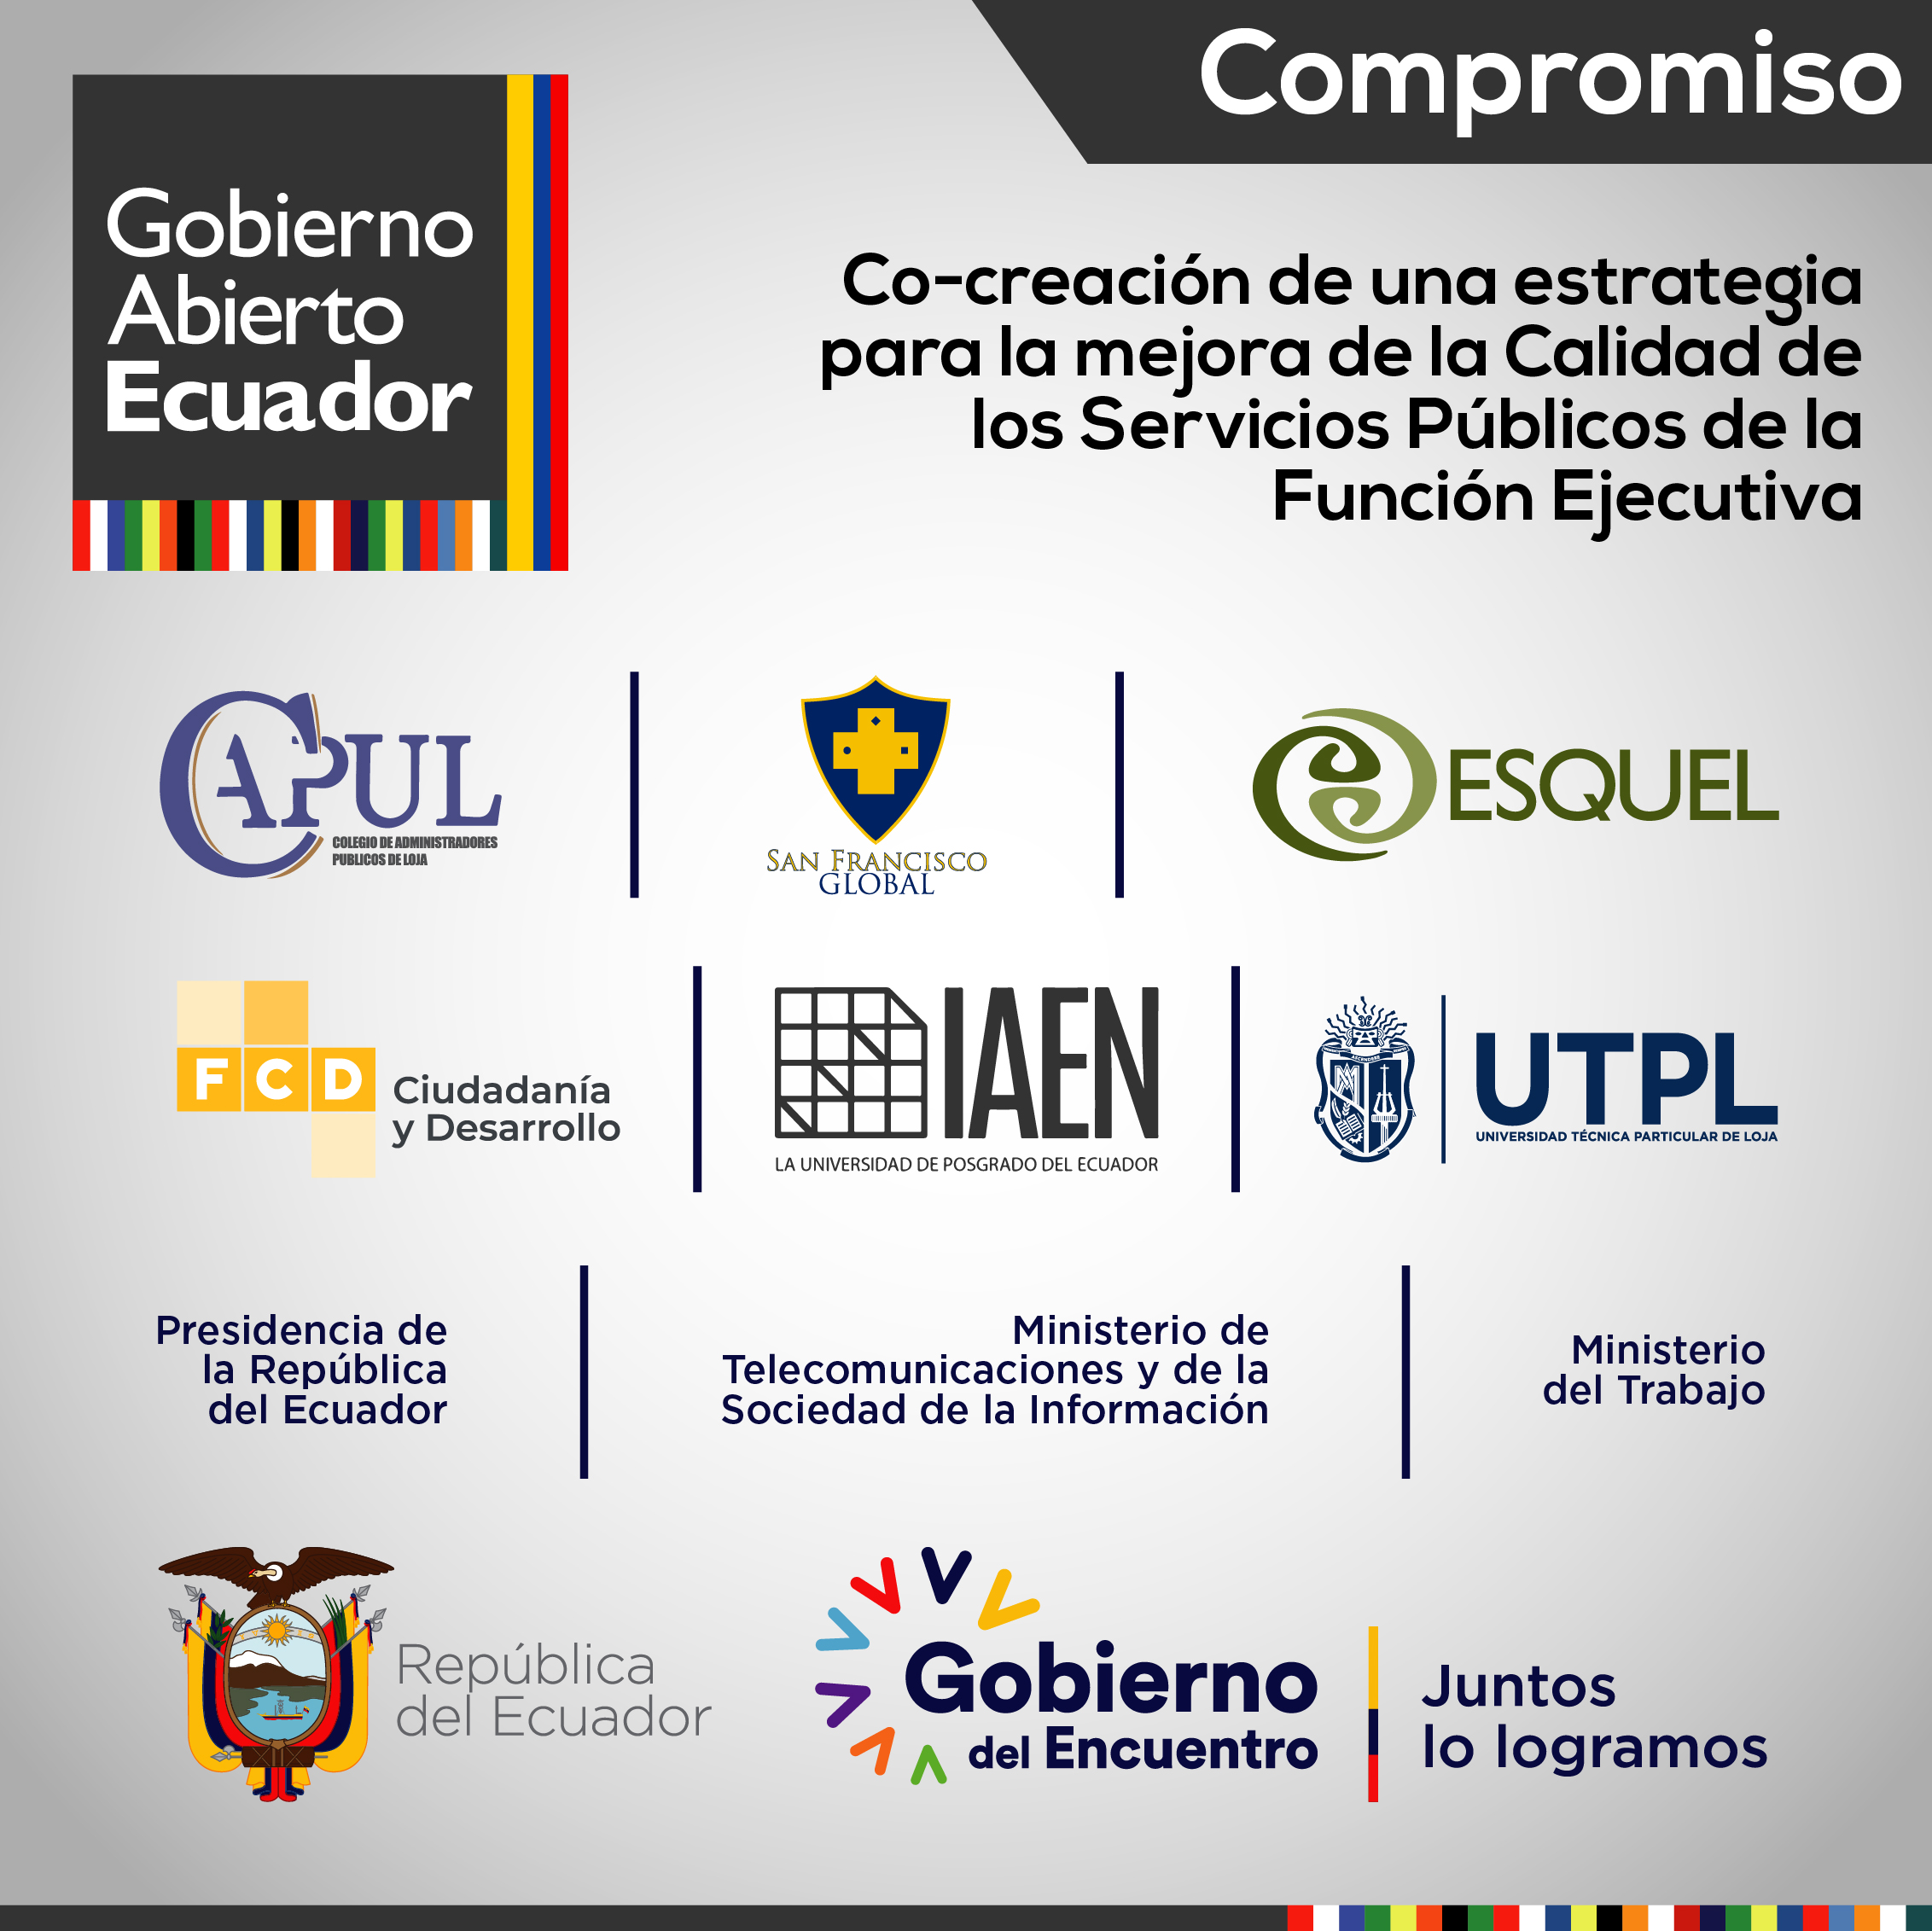 Compromiso
Gobierno
Abierto
Ecuador
Co-creación de una estrategia
para la mejora de la Calidad de
los Servicios Públicos de la
Función Ejecutiva
CAPUL
COLEGIO DE ADMINISTRADORES
PUBLICOS DE LOJA
SAN FRANCISCO
GLOBAL
ESQUEL
FCD
Ciudadanía
y Desarrollo
IAEN
LA UNIVERSIDAD DE POSGRADO DEL ECUADOR
ASCENDERE
UTPL
UNIVERSIDAD TÉCNICA PARTICULAR DE LOJA
Presidencia de
la República
del Ecuador
Ministerio de
Telecomunicaciones y de la
Sociedad de la Información
Ministerio
del Trabajo
República
del Ecuador
Gobierno
del Encuentro
Juntos
lo logramos